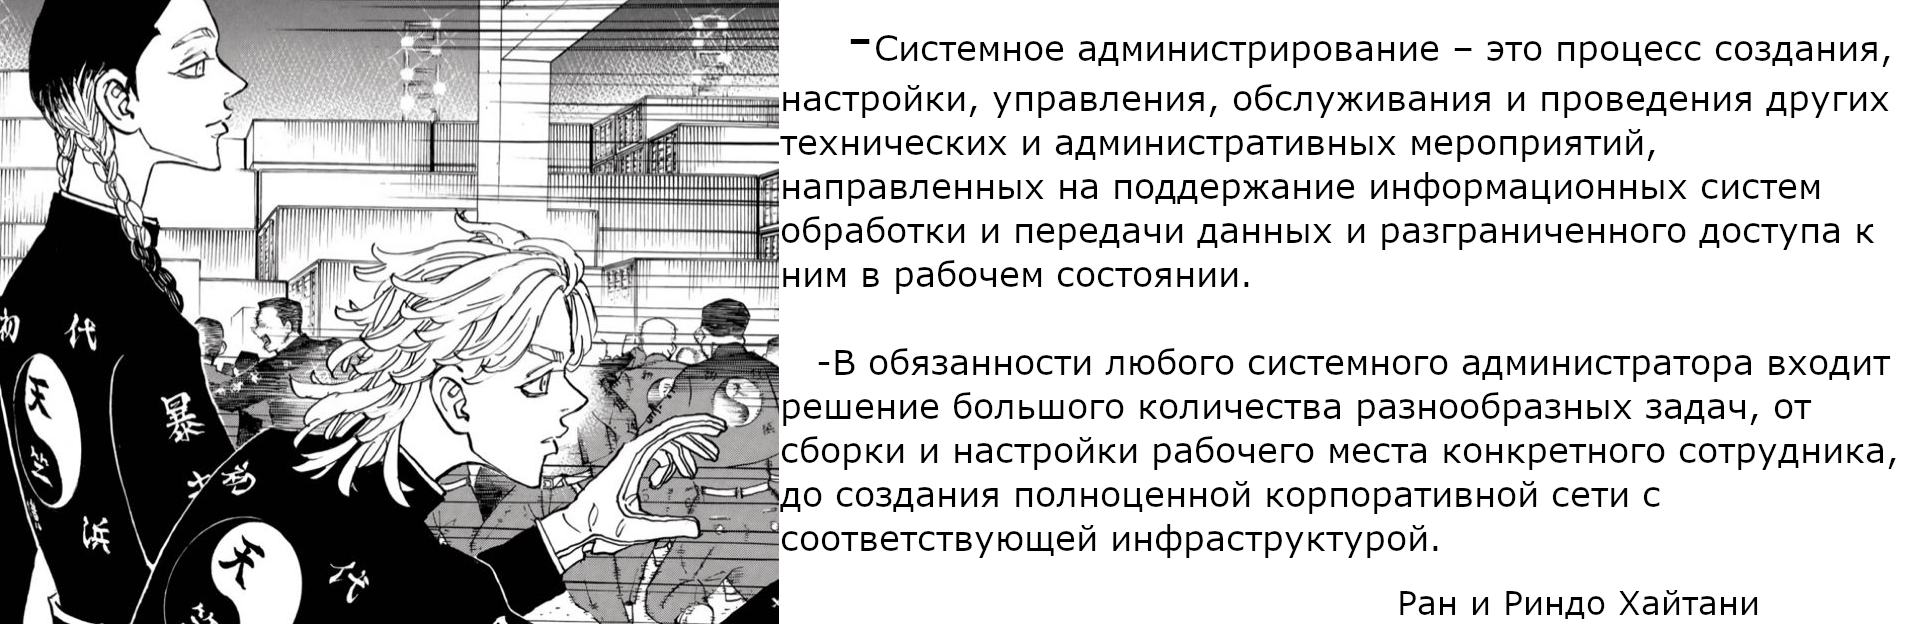 初 代
天
竺
暴
浜
初
天
代
-Системное администрирование – это процесс создания,
настройки, управления, обслуживания и проведения других
технических и административных мероприятий,
направленных на поддержание информационных систем
обработки и передачи данных и разграниченного доступа к
ним в рабочем состоянии.
-В обязанности любого системного администратора входит
решение большого количества разнообразных задач, от
сборки и настройки рабочего места конкретного сотрудника,
до создания полноценной корпоративной сети с
соответствующей инфраструктурой.
Ран и Риндо Хайтани